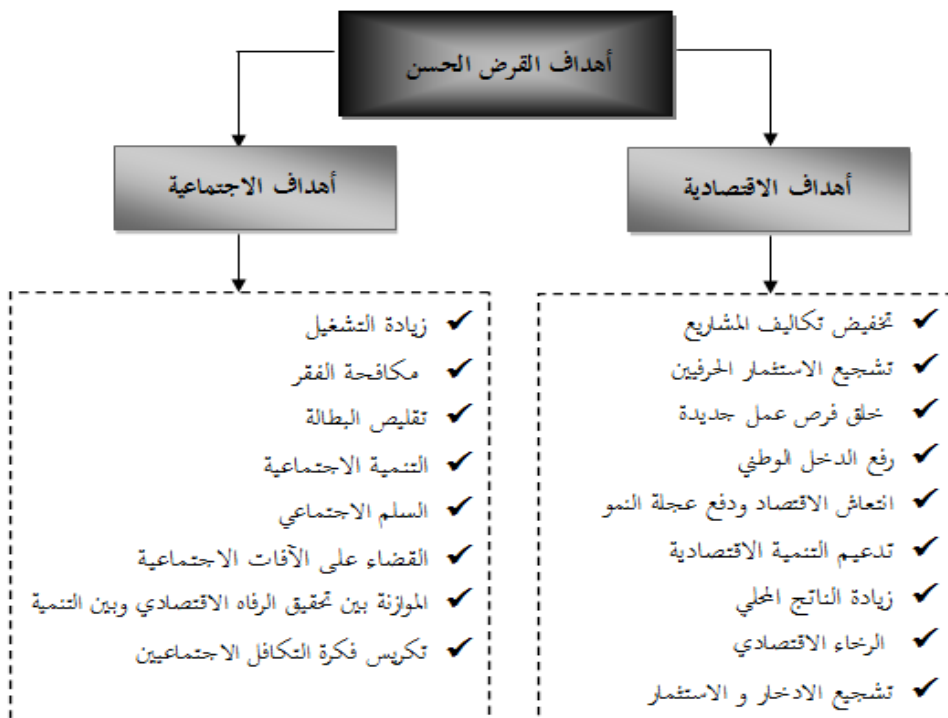 أهداف القرض الحسن
أهداف الاقتصادية
تخفيض تكاليف المشاريع
تشجيع الاستثمار الحرفيين
خلق فرص عمل جديدة
رفع الدخل الوطني
انتعاش الاقتصاد ودفع عجلة النمو
تدعيم التنمية الاقتصادية
زيادة الناتج المحلي
الرخاء الاقتصادي
تشجيع الادخار و الاستثمار
أهداف الاجتماعية
زيادة التشغيل
مكافحة الفقر
تقليص البطالة
التنمية الاجتماعية
السلم الاجتماعي
القضاء على الآفات الاجتماعية
الموازنة بين تحقيق الرفاه الاقتصادي وبين التنمية
تكريس فكرة التكافل الاجتماعيين